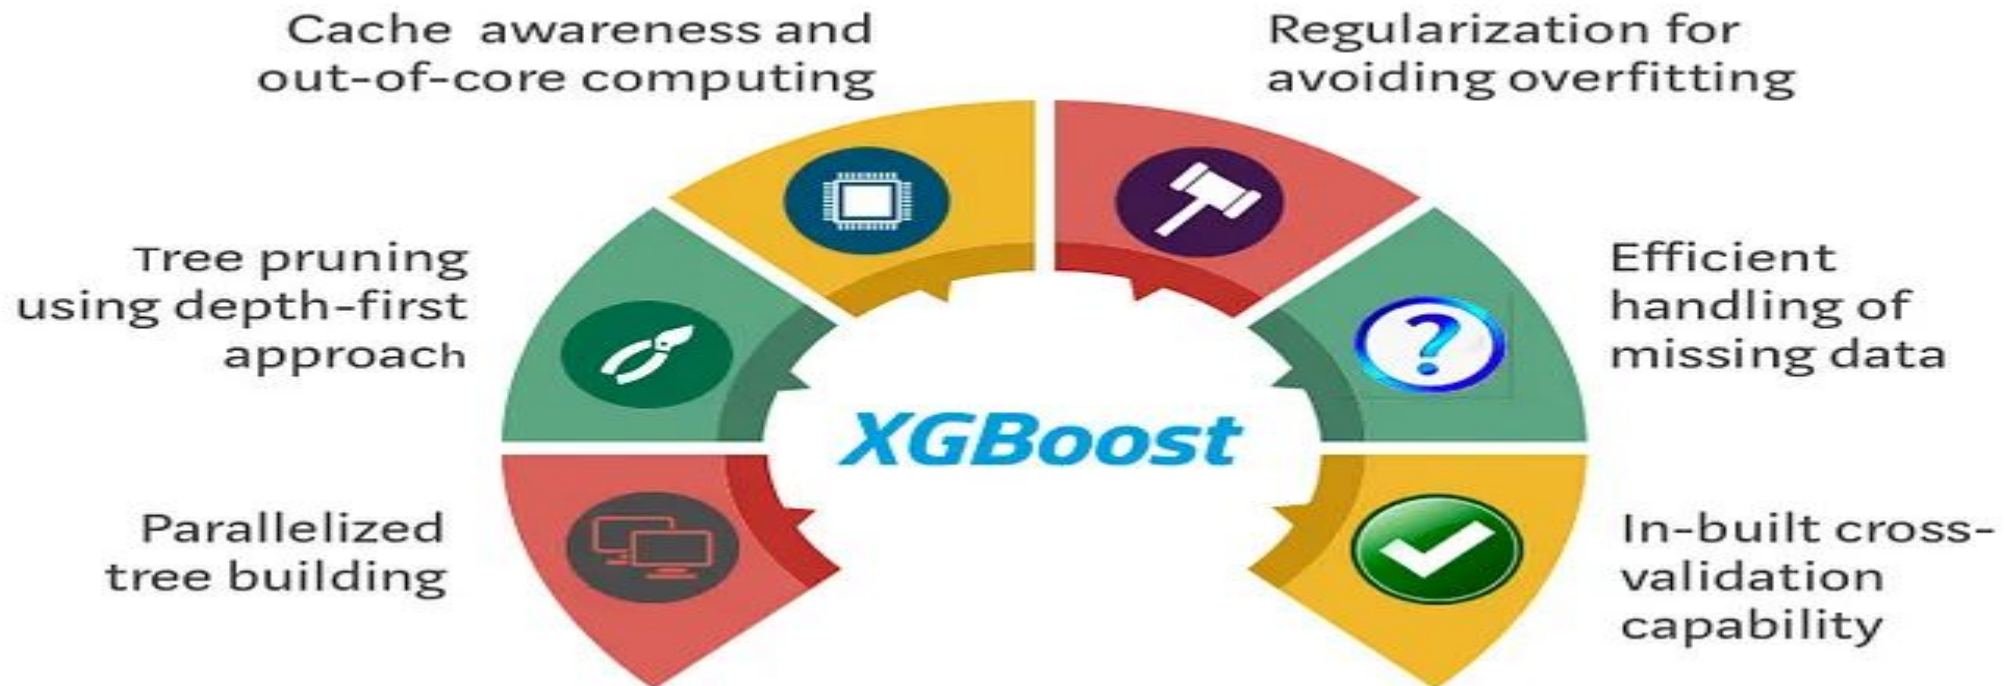 Cache awareness and
out-of-core computing
Regularization for
avoiding overfitting
Tree pruning
using depth-first
approach
Efficient
handling of
missing data
XGBoost
Parallelized
tree building
In-built cross-
validation
capability
?